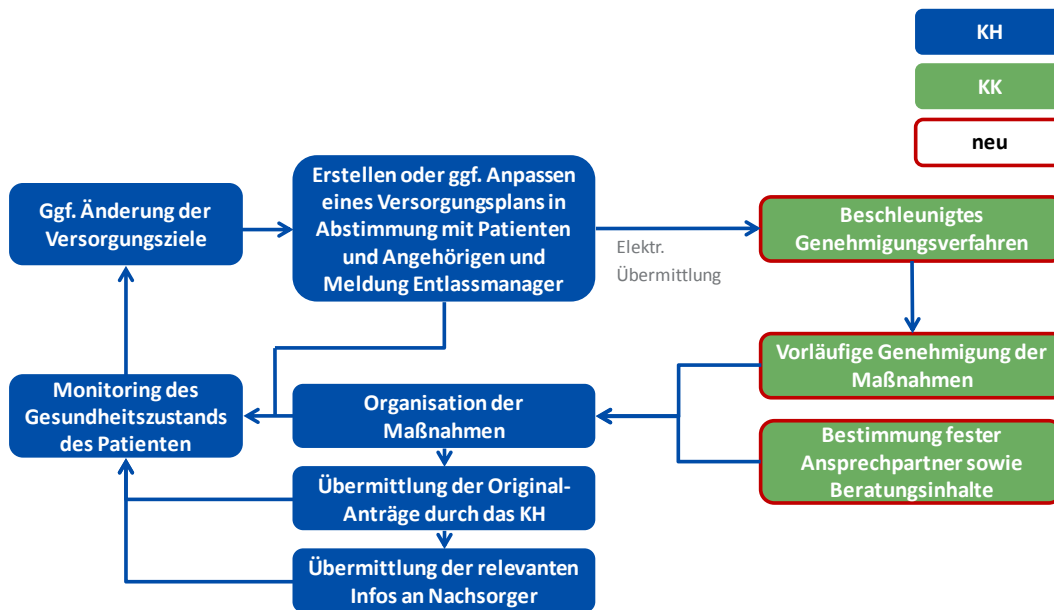 KH
KK
neu
Ggf. Änderung der
Versorgungsziele
Erstellen oder ggf. Anpassen
eines Versorgungsplans in
Abstimmung mit Patienten
und Angehörigen und
Meldung Entlassmanager
Elektr.
Übermittlung
Beschleunigtes
Genehmigungsverfahren
Vorläufige Genehmigung der
Maßnahmen
Monitoring des
Gesundheitszustands
des Patienten
Organisation der
Maßnahmen
Bestimmung fester
Ansprechpartner sowie
Beratungsinhalte
Übermittlung der Original-
Anträge durch das KH
Übermittlung der relevanten
Infos an Nachsorger